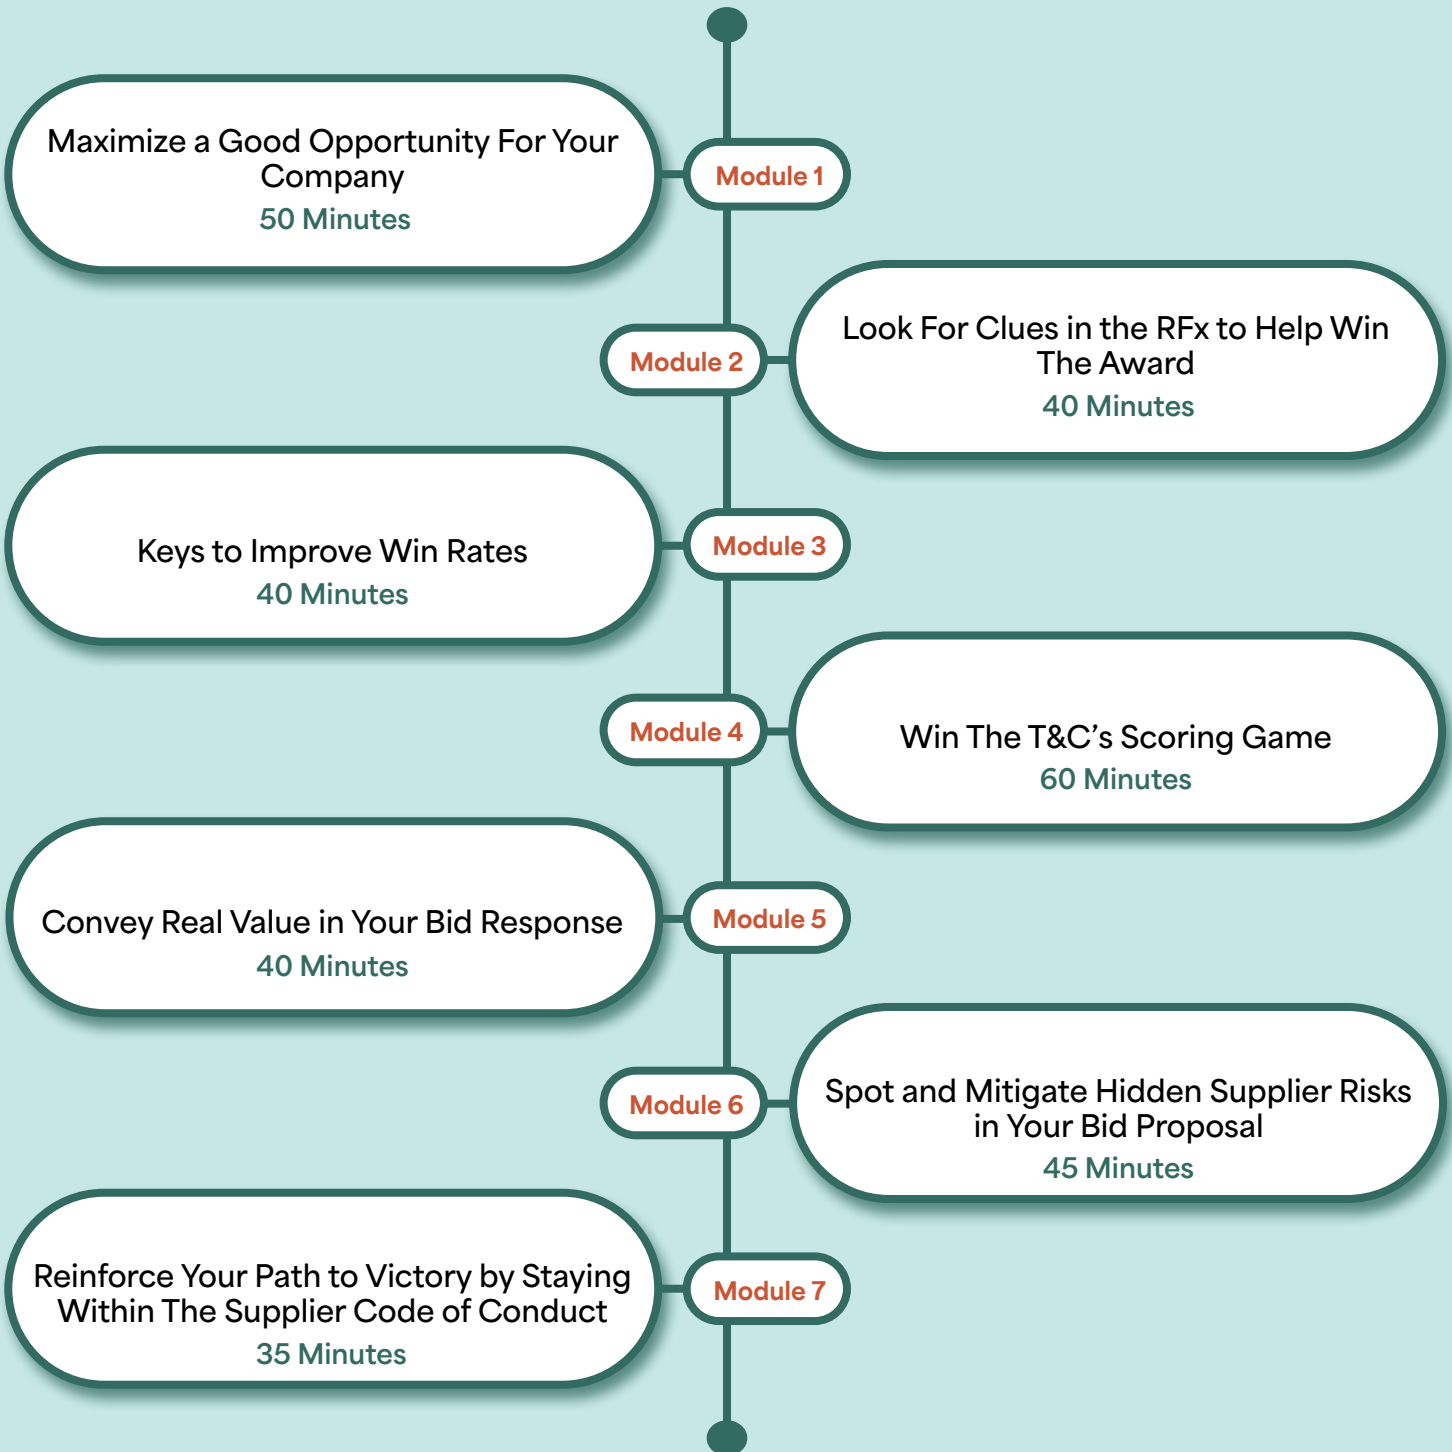 Maximize a Good Opportunity For Your
Company
50 Minutes
Module 1
Look For Clues in the RFx to Help Win
The Award
40 Minutes
Module 2
Keys to Improve Win Rates
40 Minutes
Module 3
Win The T&C’s Scoring Game
60 Minutes
Module 4
Convey Real Value in Your Bid Response
40 Minutes
Module 5
Spot and Mitigate Hidden Supplier Risks
in Your Bid Proposal
45 Minutes
Module 6
Reinforce Your Path to Victory by Staying
Within The Supplier Code of Conduct
35 Minutes
Module 7